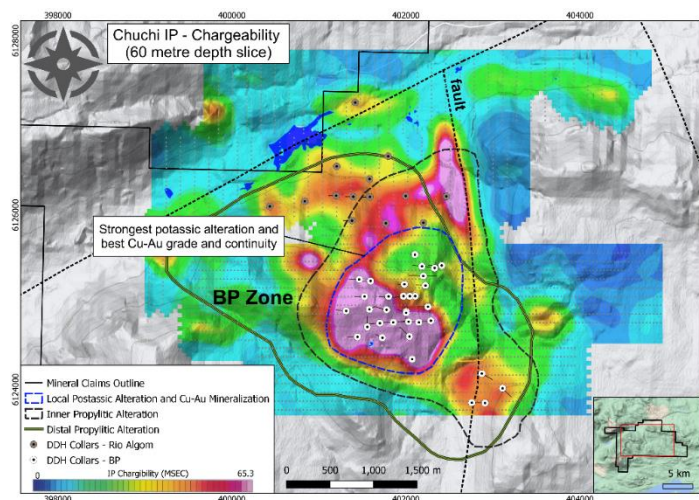 398000
400000
402000
404000
6128000
Chuchi IP - Chargeability
(60 metre depth slice)
fault
6126000
6126000
Strongest potassic alteration and
best Cu-Au grade and continuity
BP Zone
6124000
6124000
Mineral Claims Outline
Local Postassic Alteration and Cu-Au Mineralization
Inner Propylitic Alteration
Distal Propylitic Alteration
DDH Collars - Rio Algom
DDH Collars - BP
IP Chargibility (MSEC)
0
65.3
0
500
1,000
1,500 m
5 km
398000
400000
402000
404000